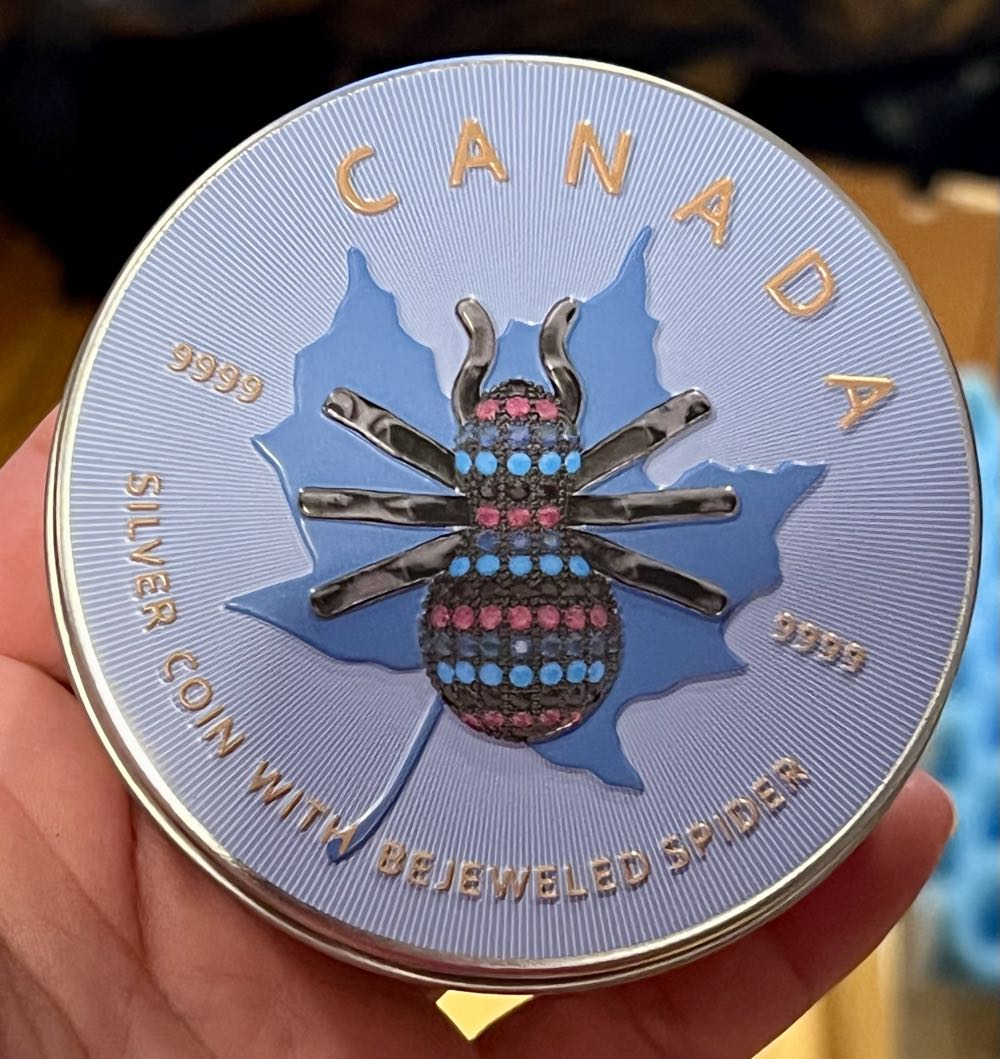 CANADA
9999
9999
SILVER COIN WITH BEJEWELED SPIDER